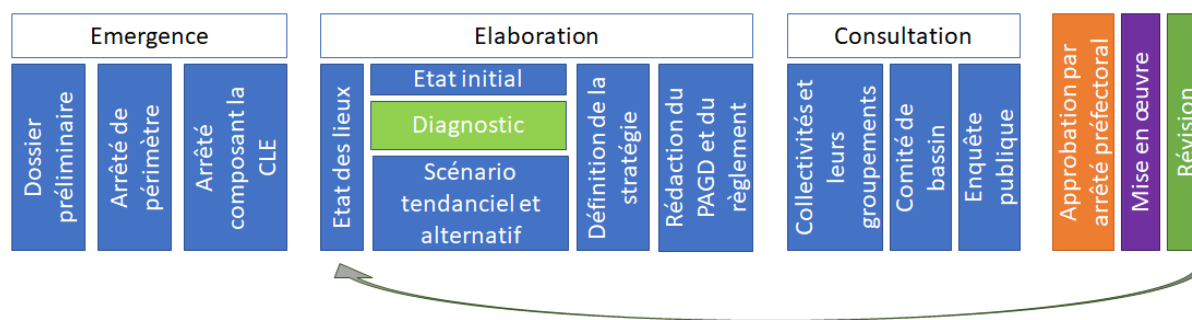 Emergence
Dossier
préliminaire
Arrêté de
périmètre
Arrêté
composant la
CLE
Elaboration
Etat des lieux
Etat initial
Diagnostic
Scénario
tendanciel et
alternatif
Définition de la
stratégie
Rédaction du
PAGD et du
règlement
Consultation
Collectivités et
leurs
groupements
Comité de
bassin
Enquête
publique
Approbation par
arrêté préfectoral
Mise en œuvre
Révision